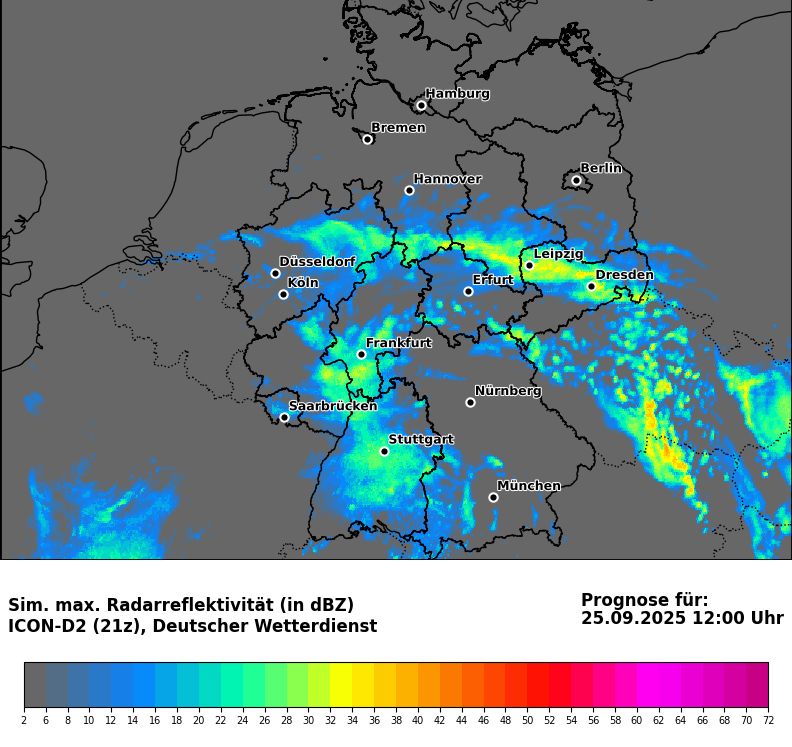 Hamburg
Bremen
Berlin
Hannover
Leipzig
Düsseldorf
Dresden
Erfurt
Köln
Frankfurt
Nürnberg
Saarbrücken
Stuttgart
München
Sim. max. Radarreflektivität (in dBZ)
ICON-D2 (21z), Deutscher Wetterdienst
Prognose für:
25.09.2025 12:00 Uhr
2 6 8 10 12 14 16 18 20 22 24 26 28 30 32 34 36 38 40 42 44 46 48 50 52 54 56 58 60 62 64 66 68 70 72